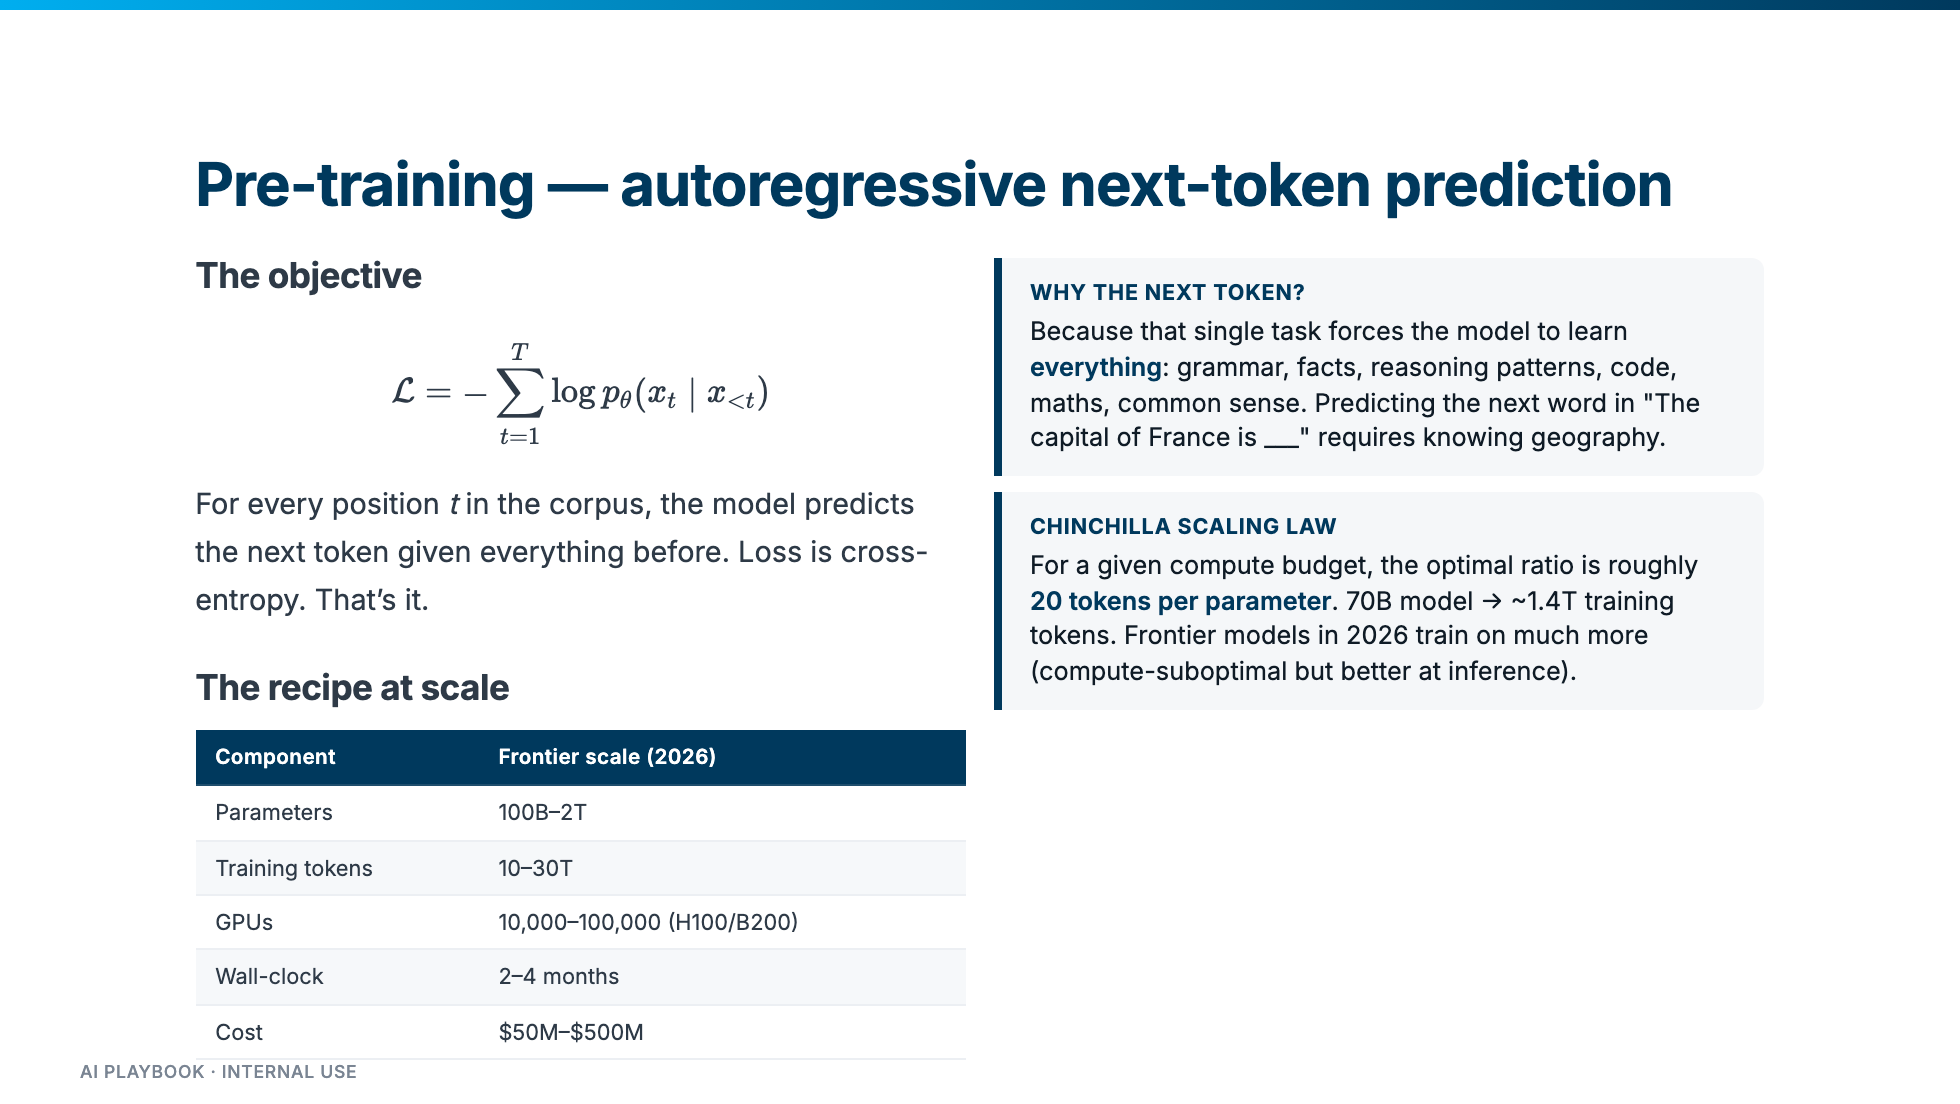 Pre-training — autoregressive next-token prediction
The objective
ℒ = − ∑_{t=1}^{T} log p_θ(x_t | x_{<t})
For every position t in the corpus, the model predicts
the next token given everything before. Loss is cross-
entropy. That’s it.
The recipe at scale
Component Frontier scale (2026)
Parameters 100B–2T
Training tokens 10–30T
GPUs 10,000–100,000 (H100/B200)
Wall-clock 2–4 months
Cost $50M–$500M
WHY THE NEXT TOKEN?
Because that single task forces the model to learn
everything: grammar, facts, reasoning patterns, code,
maths, common sense. Predicting the next word in "The
capital of France is ___" requires knowing geography.
CHINCHILLA SCALING LAW
For a given compute budget, the optimal ratio is roughly
20 tokens per parameter. 70B model → ~1.4T training
tokens. Frontier models in 2026 train on much more
(compute-suboptimal but better at inference).
AI PLAYBOOK · INTERNAL USE